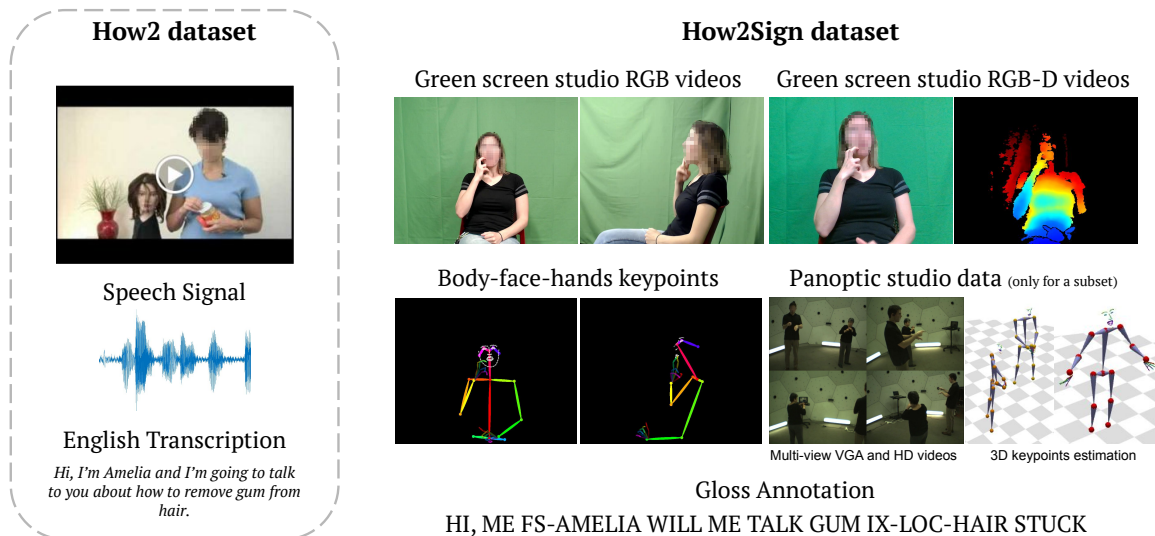 How2 dataset
Speech Signal
English Transcription
Hi, I'm Amelia and I'm going to talk
to you about how to remove gum from
hair.
How2Sign dataset
Green screen studio RGB videos
Green screen studio RGB-D videos
Body-face-hands keypoints
Panoptic studio data (only for a subset)
Multi-view VGA and HD videos
3D keypoints estimation
Gloss Annotation
HI, ME FS-AMELIA WILL ME TALK GUM IX-LOC-HAIR STUCK